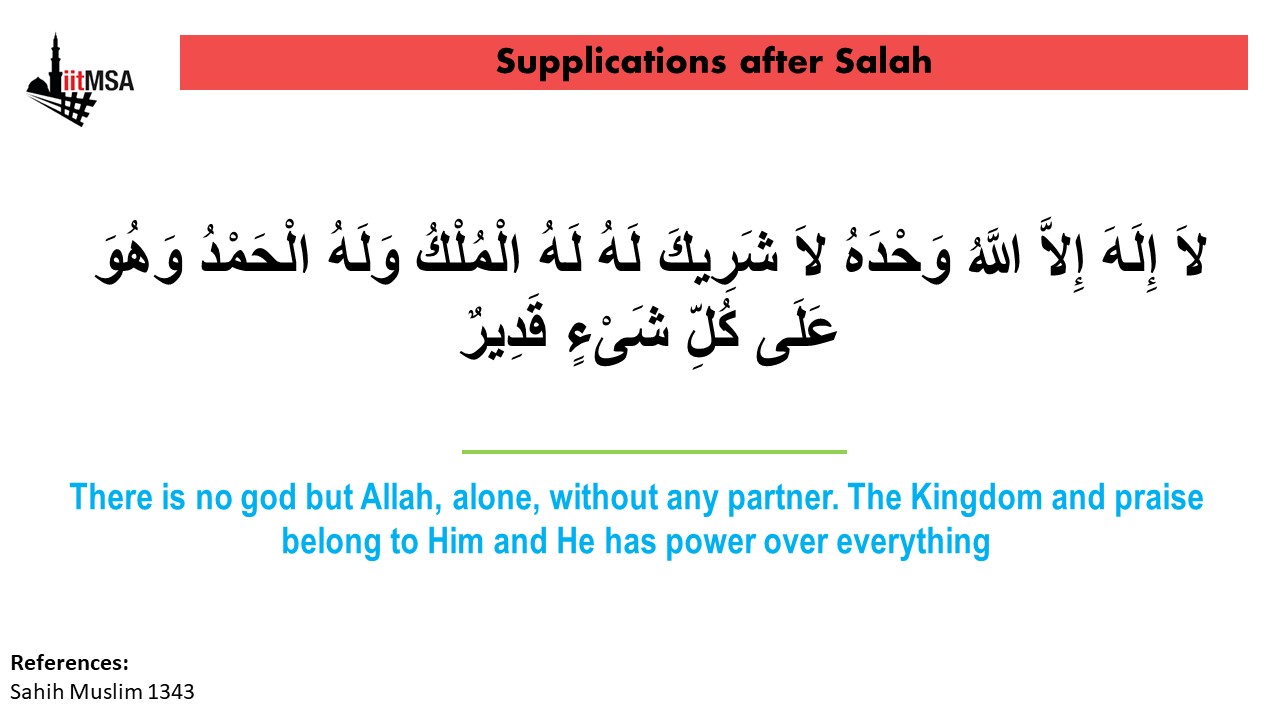 iitMSA
Supplications after Salah
لاَ إِلَهَ إِلاَّ اللَّهُ وَحْدَهُ لاَ شَرِيكَ لَهُ لَهُ الْمُلْكُ وَلَهُ الْحَمْدُ وَهُوَ
عَلَى كُلِّ شَىْءٍ قَدِيرٌ
There is no god but Allah, alone, without any partner. The Kingdom and praise
belong to Him and He has power over everything
References:
Sahih Muslim 1343